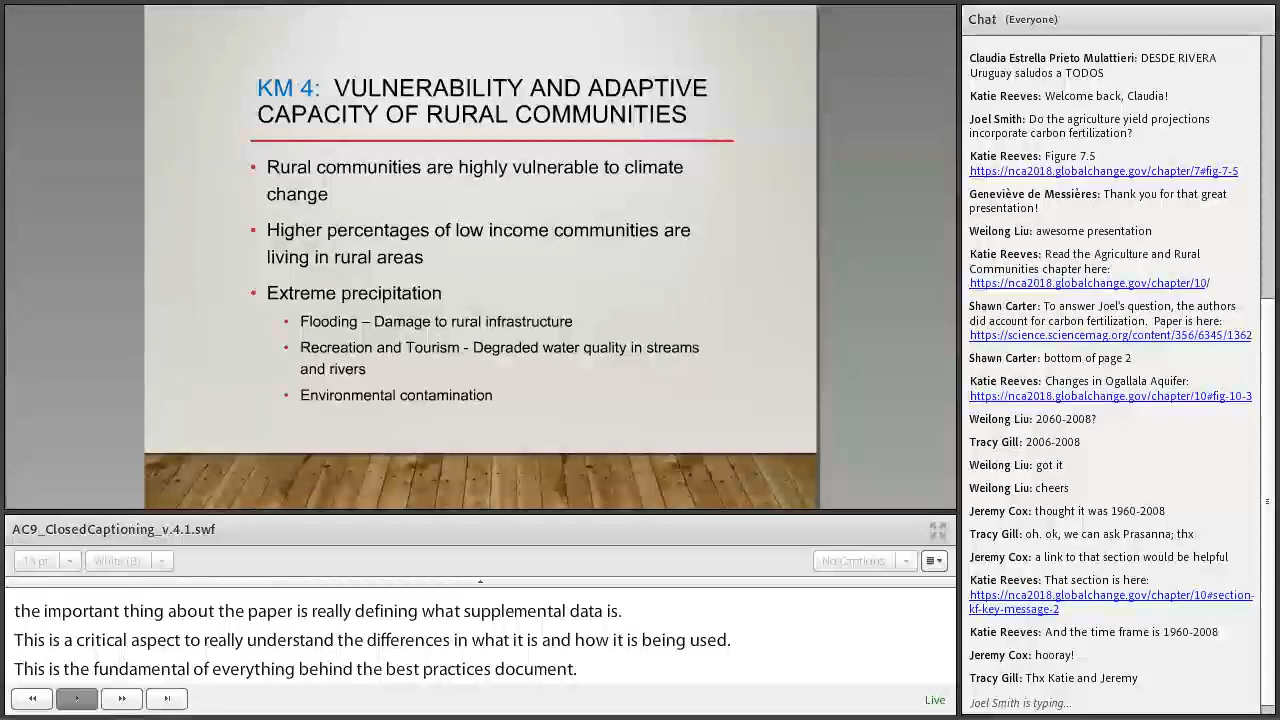 KM 4: VULNERABILITY AND ADAPTIVE
CAPACITY OF RURAL COMMUNITIES
• Rural communities are highly vulnerable to climate
change
• Higher percentages of low income communities are
living in rural areas
• Extreme precipitation
• Flooding – Damage to rural infrastructure
• Recreation and Tourism - Degraded water quality in streams
and rivers
• Environmental contamination
AC9_ClosedCaptioning_v.4.1.swf
White (B)
No Captions
the important thing about the paper is really defining what supplemental data is.
This is a critical aspect to really understand the differences in what it is and how it is being used.
This is the fundamental of everything behind the best practices document.
Live
Chat (Everyone)
Claudia Estrella Prieto Mulattieri: DESDE RIVERA
Uruguay saludos a TODOS
Katie Reeves: Welcome back, Claudia!
Joel Smith: Do the agriculture yield projections
incorporate carbon fertilization?
Katie Reeves: Figure 7.5
https://nca2018.globalchange.gov/chapter/7#fig-7-5
Geneviève de Messières: Thank you for that great
presentation!
Weilong Liu: awesome presentation
Katie Reeves: Read the Agriculture and Rural
Communities chapter here:
https://nca2018.globalchange.gov/chapter/10/
Shawn Carter: To answer Joel's question, the authors
did account for carbon fertilization. Paper is here:
https://science.sciencemag.org/content/356/6345/1362
Shawn Carter: bottom of page 2
Katie Reeves: Changes in Ogallala Aquifer:
https://nca2018.globalchange.gov/chapter/10#fig-10-3
Weilong Liu: 2060-2008?
Tracy Gill: 2006-2008
Weilong Liu: got it
Weilong Liu: cheers
Jeremy Cox: thought it was 1960-2008
Tracy Gill: oh. ok, we can ask Prasanna; thx
Jeremy Cox: a link to that section would be helpful
Katie Reeves: That section is here:
https://nca2018.globalchange.gov/chapter/10#section-
kf-key-message-2
Katie Reeves: And the time frame is 1960-2008
Jeremy Cox: hooray!
Tracy Gill: Thx Katie and Jeremy
Joel Smith is typing...